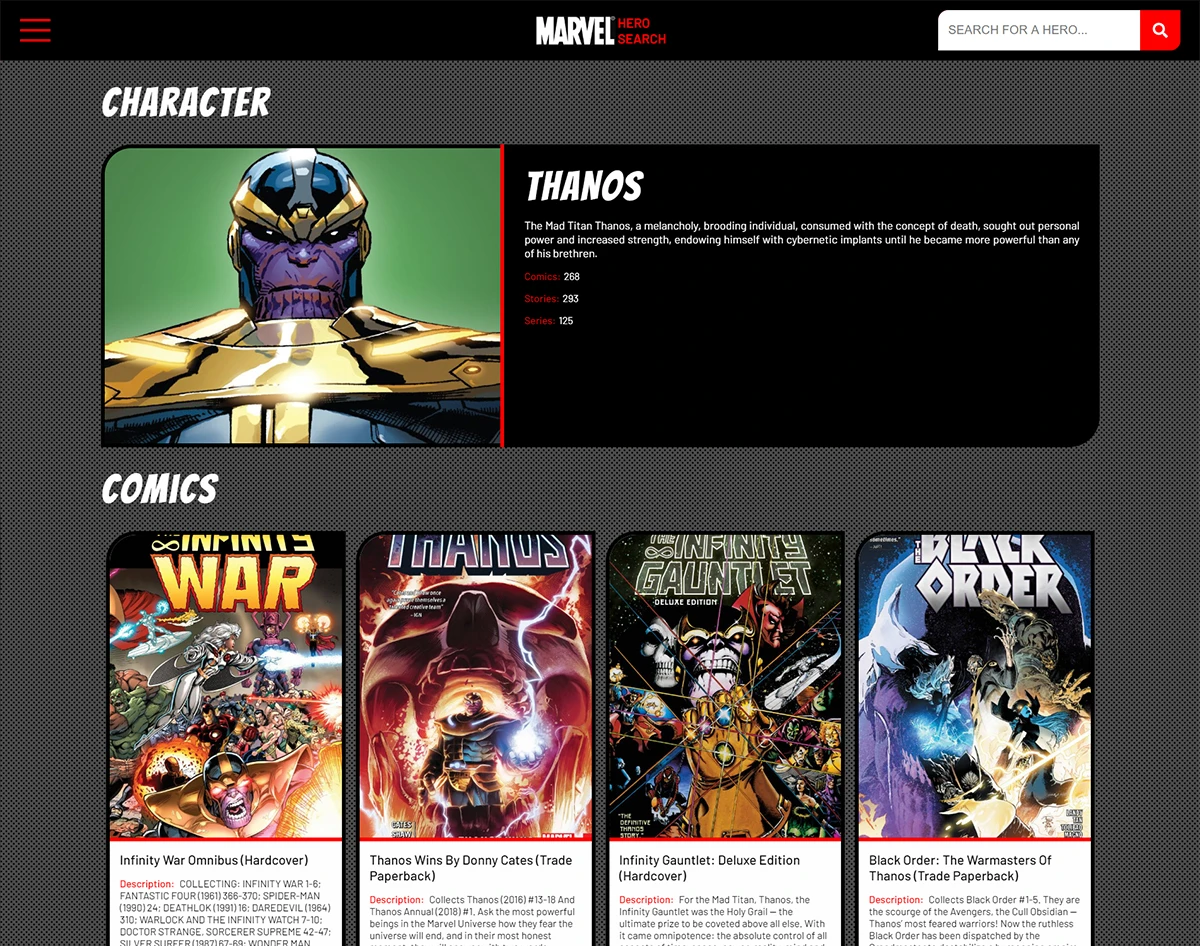 MARVEL HERO
SEARCH
SEARCH FOR A HERO...
CHARACTER
THANOS
The Mad Titan Thanos, a melancholy, brooding individual, consumed with the concept of death, sought out personal
power and increased strength, endowing himself with cybernetic implants until he became more powerful than any
of his brethren.
Comics: 268
Stories: 293
Series: 125
COMICS
INFINITY
WAR
THANOS
- IGN
CATES
SHAW
MARVEL
THE INFINITY
GAUNTLET
-DELUXE EDITION-
"THE
DEFINITIVE
THANOS
STORY."
sometimes."
THE BLACK
ORDER
Infinity War Omnibus (Hardcover)
Description: COLLECTING: INFINITY WAR 1-6;
FANTASTIC FOUR (1961) 366-370; SPIDER-MAN
(1990) 24; DEATHLOK (1991) 16; DAREDEVIL (1964)
310; WARLOCK AND THE INFINITY WATCH 7-10;
DOCTOR STRANGE, SORCERER SUPREME 42-47;
SILVER SURFER (1987) 67-69; WONDER MAN
Thanos Wins By Donny Cates (Trade
Paperback)
Description: Collects Thanos (2016) #13-18 And
Thanos Annual (2018) #1. Ask the most powerful
beings in the Marvel Universe how they fear the
universe will end, and in their most honest
Infinity Gauntlet: Deluxe Edition
(Hardcover)
Description: For the Mad Titan, Thanos, the
Infinity Gauntlet was the Holy Grail — the
ultimate prize to be coveted above all else. With
it came omnipotence: the absolute control of all
Black Order: The Warmasters Of
Thanos (Trade Paperback)
Description: Collects Black Order #1-5. They are
the scourge of the Avengers, the Cull Obsidian —
Thanos' most feared warriors! Now the ruthless
Black Order has been dispatched by the